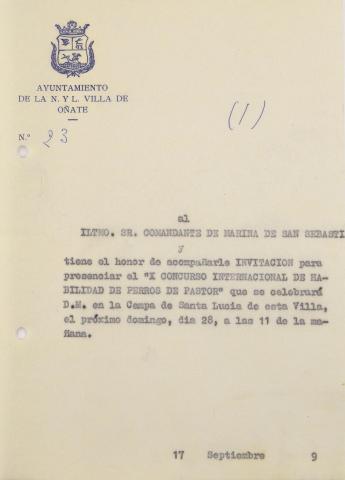 AYUNTAMIENTO
DE LA N. Y L. VILLA DE
OÑATE
N.º 23
(1)
al
ILTMO. SR. COMANDANTE DE MARINA DE SAN SEBASTI
y
tiene el honor de acompañarle INVITACION para
presenciar el "X CONCURSO INTERNACIONAL DE HA-
BILIDAD DE PERROS DE PASTOR" que se celebrará
D.M. en la Campa de Santa Lucia de esta Villa,
el próximo domingo, dia 28, a las 11 de la ma-
ñana.
17 Septiembre 9